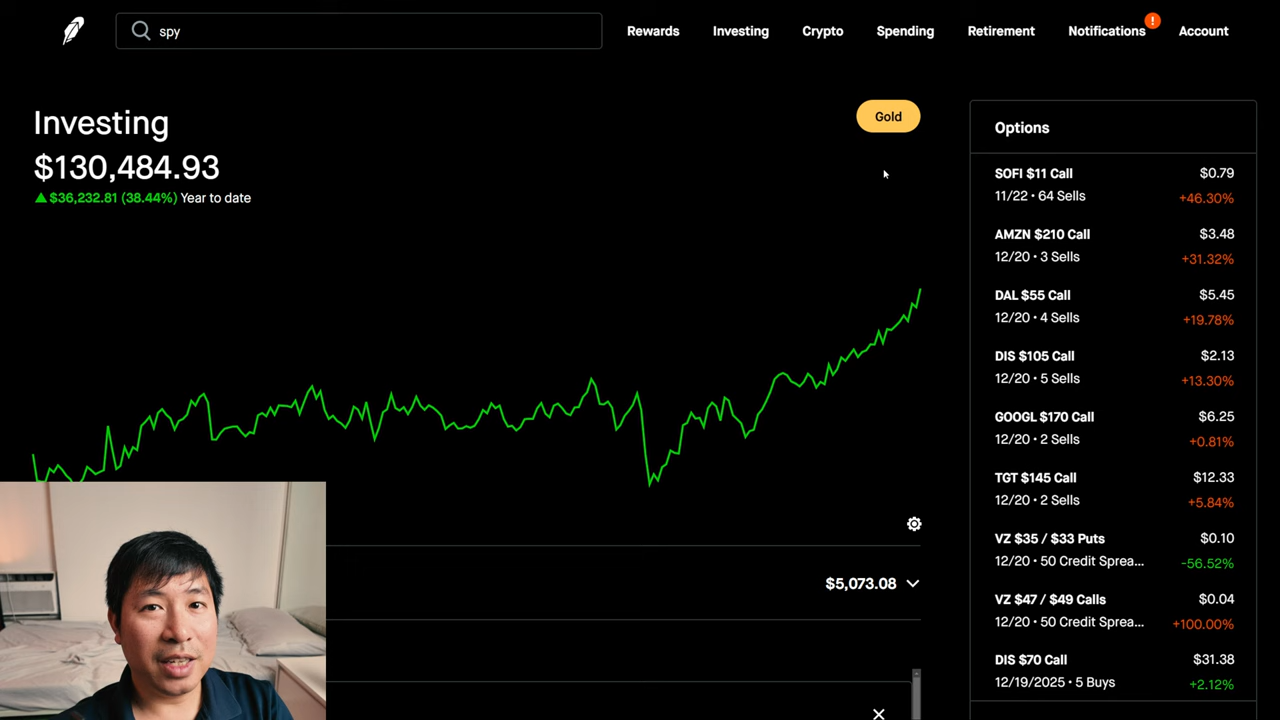 spy
Rewards
Investing
Crypto
Spending
Retirement
Notifications
!
Account
Investing
$130,484.93
$36,232.81 (38.44%) Year to date
Gold
$5,073.08
Options
SOFI $11 Call $0.79
11/22 • 64 Sells +46.30%
AMZN $210 Call $3.48
12/20 • 3 Sells +31.32%
DAL $55 Call $5.45
12/20 • 4 Sells +19.78%
DIS $105 Call $2.13
12/20 • 5 Sells +13.30%
GOOGL $170 Call $6.25
12/20 • 2 Sells +0.81%
TGT $145 Call $12.33
12/20 • 2 Sells +5.84%
VZ $35 / $33 Puts $0.10
12/20 • 50 Credit Sprea... -56.52%
VZ $47 / $49 Calls $0.04
12/20 • 50 Credit Sprea... +100.00%
DIS $70 Call $31.38
12/19/2025 • 5 Buys +2.12%